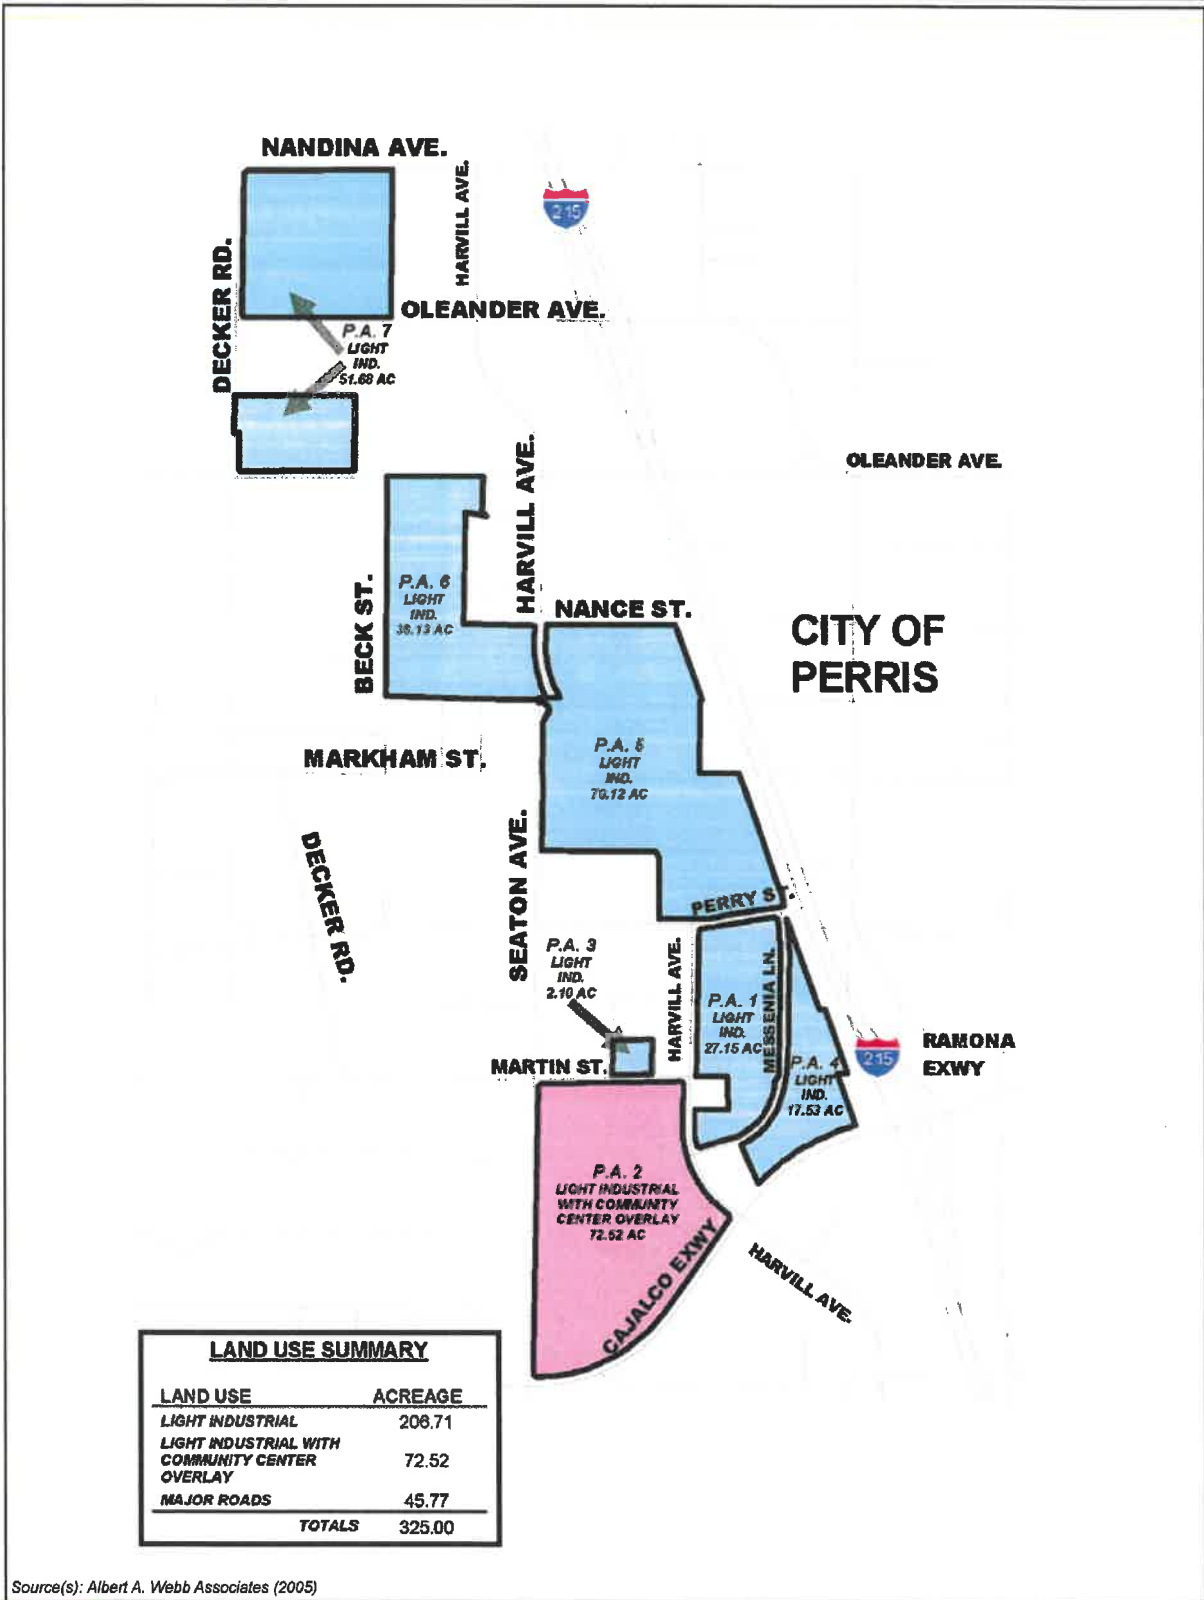 NANDINA AVE.
HARVILL AVE.
215
DECKER RD.
OLEANDER AVE.
P.A. 7
LIGHT
IND.
51.68 AC
HARVILL AVE.
OLEANDER AVE.
P.A. 6
LIGHT
IND.
36.13 AC
BECK ST.
NANCE ST.
CITY OF
PERRIS
MARKHAM ST.
P.A. 5
LIGHT
IND.
70.12 AC
DECKER RD.
SEATON AVE.
PERRY ST.
P.A. 3
LIGHT
IND.
2.10 AC
HARVILL AVE.
P.A. 1
LIGHT
IND.
27.15 AC
MESSENIA LN.
P.A. 4
LIGHT
IND.
17.53 AC
215
RAMONA
EXWY
MARTIN ST.
P.A. 2
LIGHT INDUSTRIAL
WITH COMMUNITY
CENTER OVERLAY
72.52 AC
CAJALCO EXWY
HARVILL AVE.
LAND USE SUMMARY
LAND USE ACREAGE
LIGHT INDUSTRIAL 206.71
LIGHT INDUSTRIAL WITH
COMMUNITY CENTER 72.52
OVERLAY
MAJOR ROADS 45.77
TOTALS 325.00
Source(s): Albert A. Webb Associates (2005)